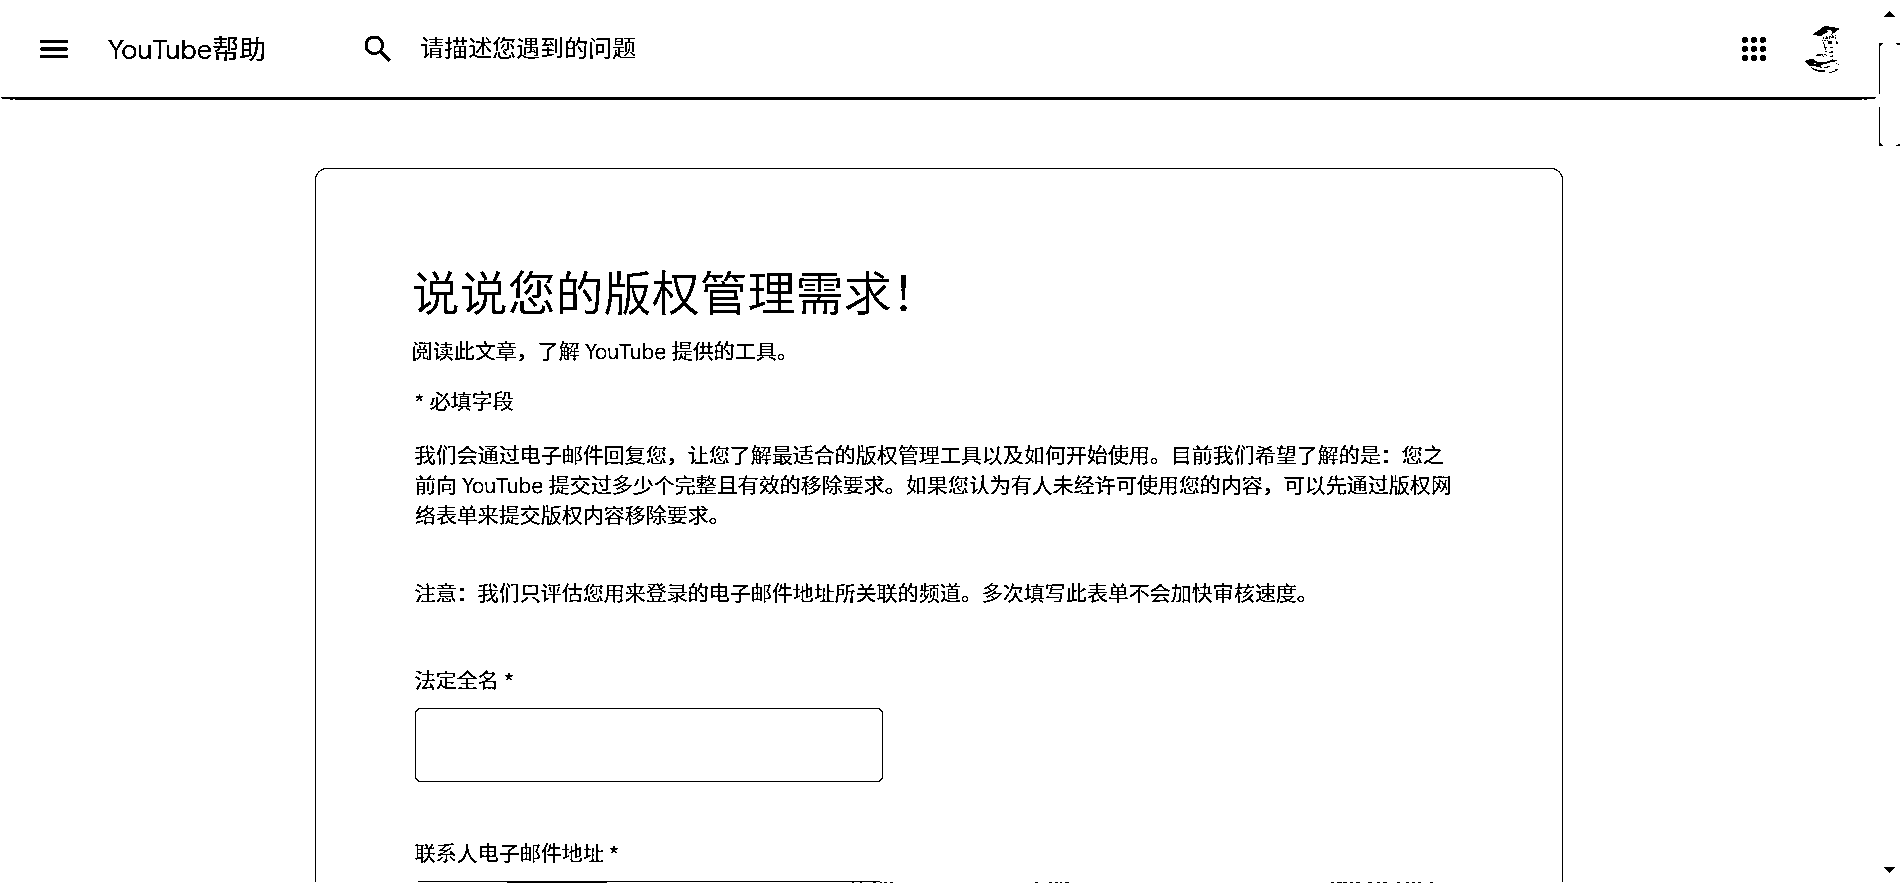 YouTube帮助
请描述您遇到的问题
说说您的版权管理需求！
阅读此文章，了解 YouTube 提供的工具。
* 必填字段
我们会通过电子邮件回复您，让您了解最适合的版权管理工具以及如何开始使用。目前我们希望了解的是：您之
前向 YouTube 提交过多少个完整且有效的移除要求。如果您认为有人未经许可使用您的内容，可以先通过版权网
络表单来提交版权内容移除要求。
注意：我们只评估您用来登录的电子邮件地址所关联的频道。多次填写此表单不会加快审核速度。
法定全名 *
联系人电子邮件地址 *